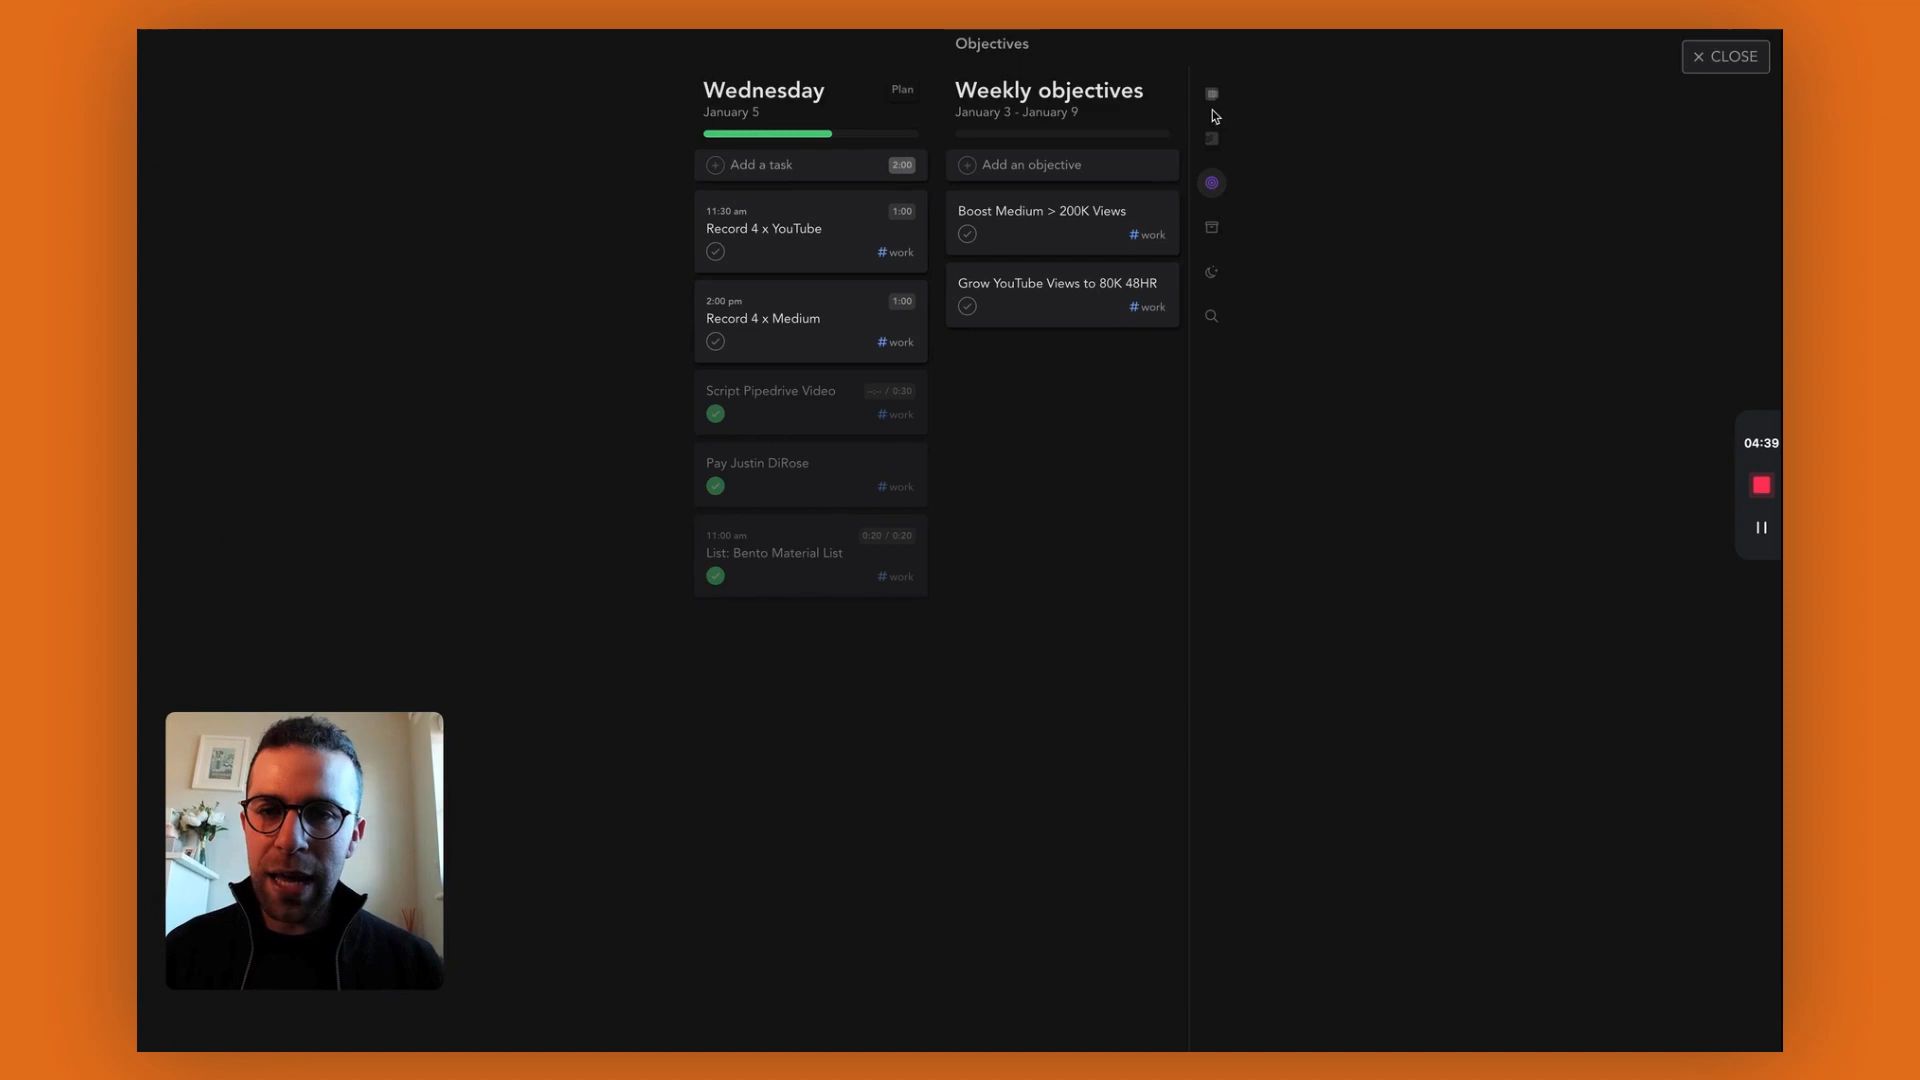 Objectives
CLOSE
Wednesday
Plan
January 5
Add a task
2:00
11:30 am
1:00
Record 4 x YouTube
# work
2:00 pm
1:00
Record 4 x Medium
# work
Script Pipedrive Video
--:-- / 0:30
# work
Pay Justin DiRose
# work
11:00 am
0:20 / 0:20
List: Bento Material List
# work
Weekly objectives
January 3 - January 9
Add an objective
Boost Medium > 200K Views
# work
Grow YouTube Views to 80K 48HR
# work
04:39